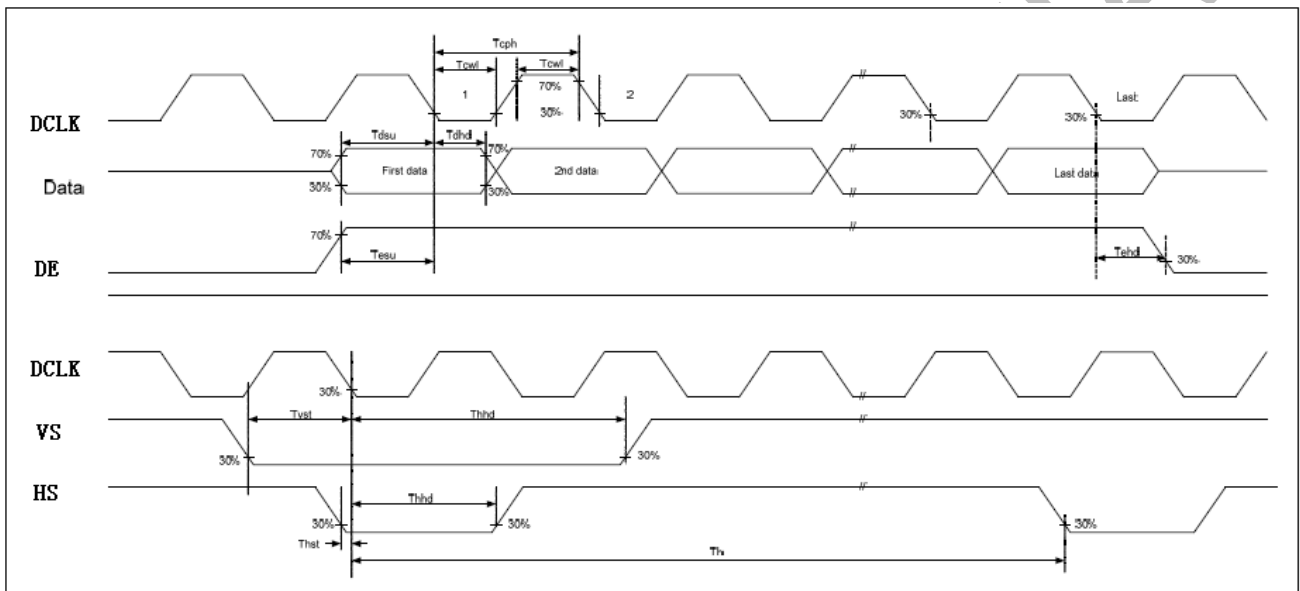 Tcph
Tcwl
Tcwl
1
70%
2
Last
30%
30%
30%
DCLK
Tdsu
Tdhd
70%
70%
First data
2nd data
Last data
Data
30%
30%
70%
Tesu
Tehd
30%
DE
DCLK
30%
Tvst
Thhd
VS
30%
30%
HS
Thhd
30%
30%
30%
Thst
Th